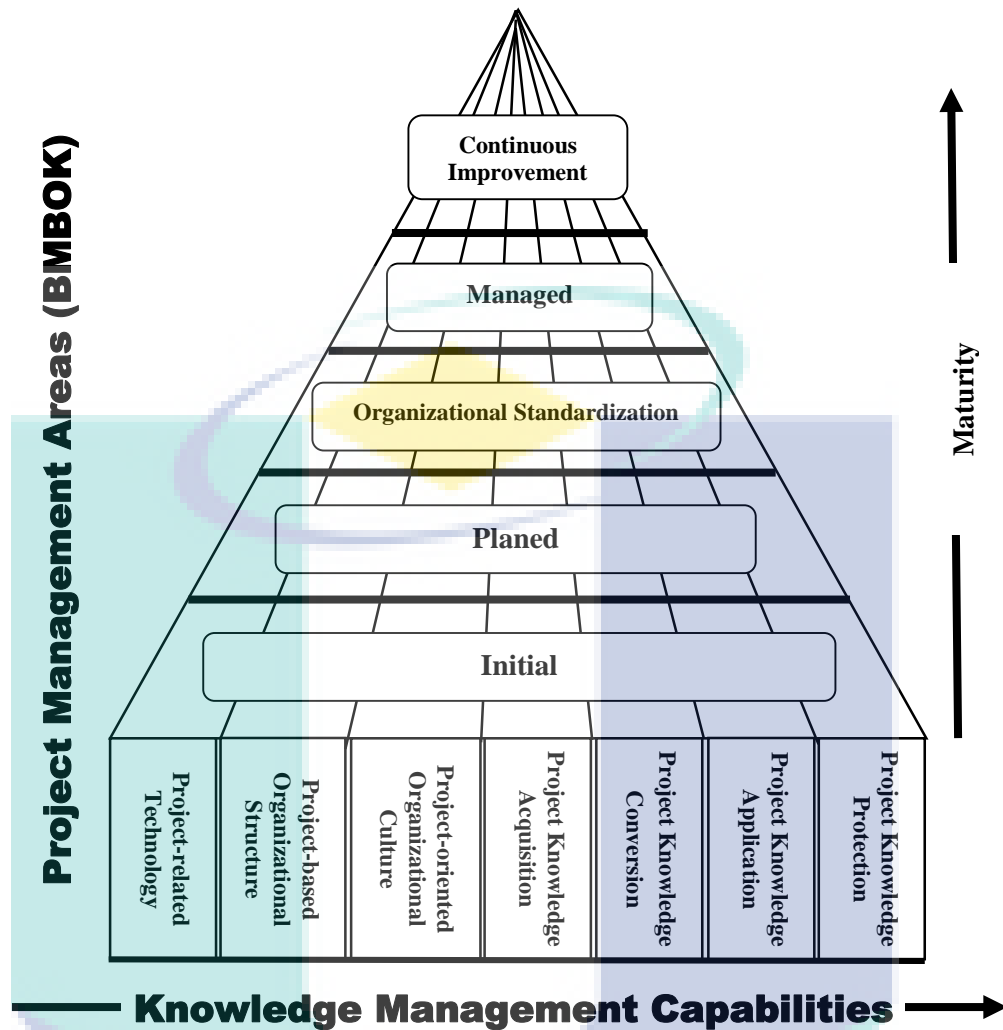 Project Management Areas (BMBOK)
Continuous
Improvement
Managed
Organizational Standardization
Planed
Initial
Maturity
Project-related
Technology
Project-based
Organizational
Structure
Project-oriented
Organizational
Culture
Project Knowledge
Acquisition
Project Knowledge
Conversion
Project Knowledge
Application
Project Knowledge
Protection
Knowledge Management Capabilities